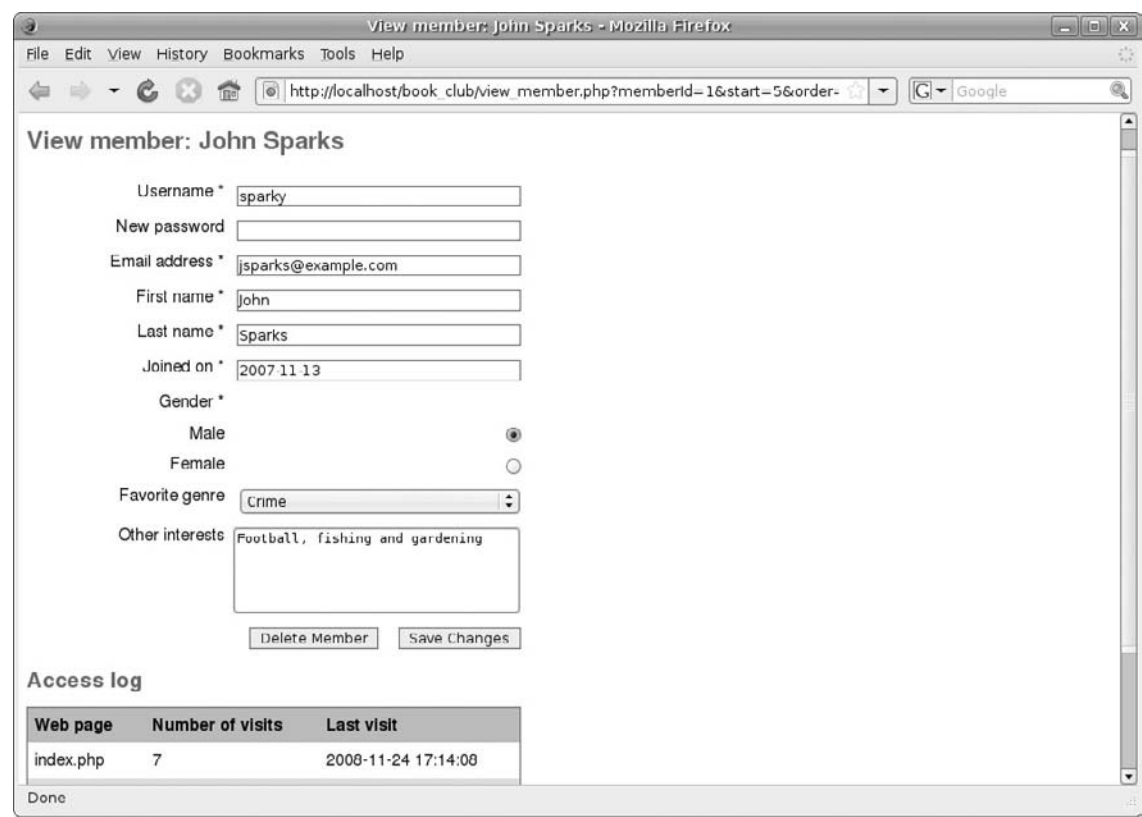 View member: John Sparks - Mozilla Firefox
File Edit View History Bookmarks Tools Help
http://localhost/book_club/view_member.php?memberId=1&start=5&order-
G Google
View member: John Sparks
Username * sparky
New password
Email address * jsparks@example.com
First name * John
Last name * Sparks
Joined on * 2007-11-13
Gender *
Male
Female
Favorite genre Crime
Other interests Football, fishing and gardening
Delete Member Save Changes
Access log
Web page Number of visits Last visit
index.php 7 2008-11-24 17:14:08
Done